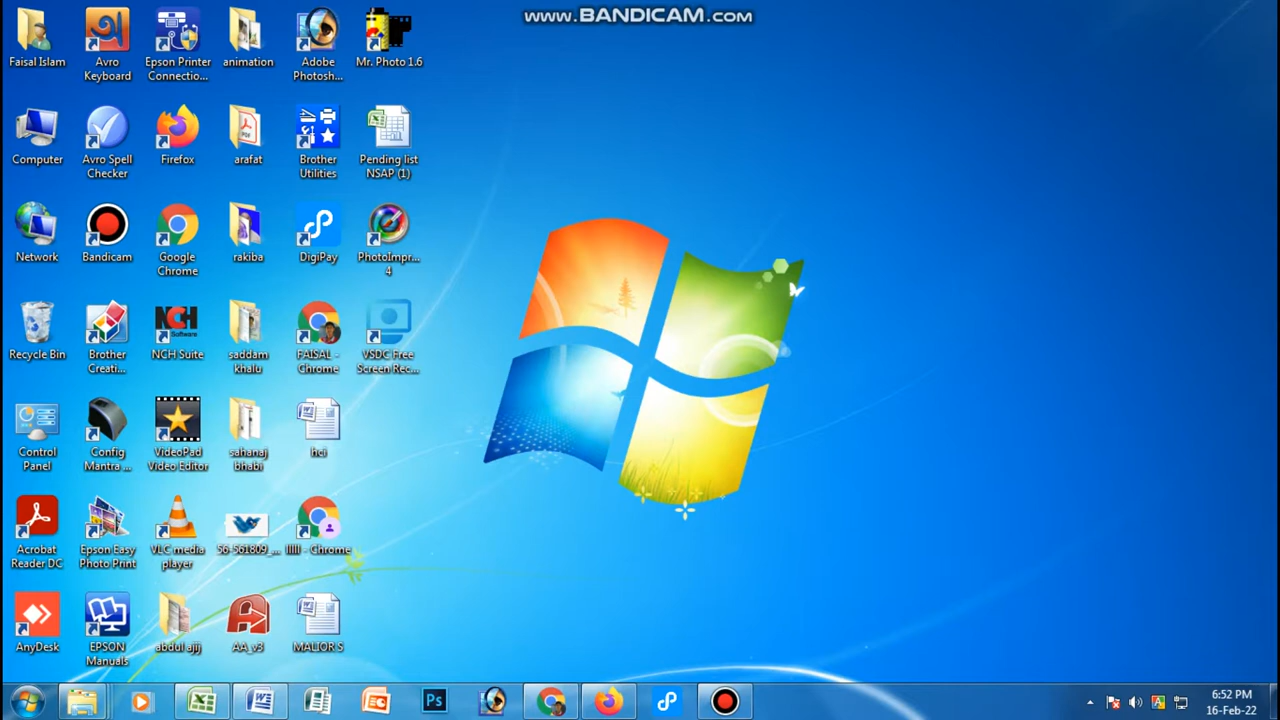 www.BANDICAM.com
Faisal Islam
Avro
Keyboard
Epson Printer
Connectio...
animation
Adobe
Photosh...
Mr. Photo 1.6
Computer
Avro Spell
Checker
Firefox
arafat
Brother
Utilities
Pending list
NSAP (1)
Network
Bandicam
Google
Chrome
rakiba
DigiPay
PhotoImpr...
4
Recycle Bin
Brother
Creati...
NCH Suite
saddam
khalu
FAISAL -
Chrome
VSDC Free
Screen Rec...
Control
Panel
Config
Mantra ...
VideoPad
Video Editor
sahanaj
bhabi
hci
Acrobat
Reader DC
Epson Easy
Photo Print
VLC media
player
56-561809_...
lllll - Chrome
AnyDesk
EPSON
Manuals
abdul ajij
AA_v3
MALIOR S
6:52 PM
16-Feb-22